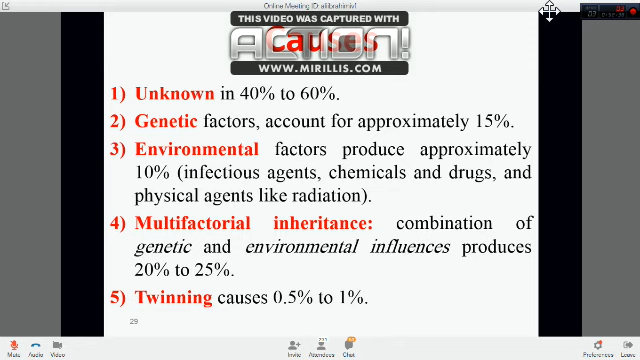 Online Meeting ID: aliibrahimiv1
THIS VIDEO WAS CAPTURED WITH
Causes
ACTION!
WWW.MIRILLIS.COM
1) Unknown in 40% to 60%.
2) Genetic factors, account for approximately 15%.
3) Environmental factors produce approximately
10% (infectious agents, chemicals and drugs, and
physical agents like radiation).
4) Multifactorial inheritance: combination of
genetic and environmental influences produces
20% to 25%.
5) Twinning causes 0.5% to 1%.
29
Mute Audio Video Invite Attendees Chat Preferences Leave